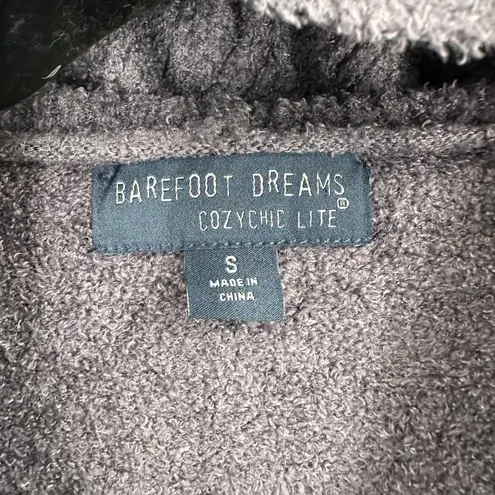 BAREFOOT DREAMS
COZYCHIC LITE®
S
MADE IN
CHINA